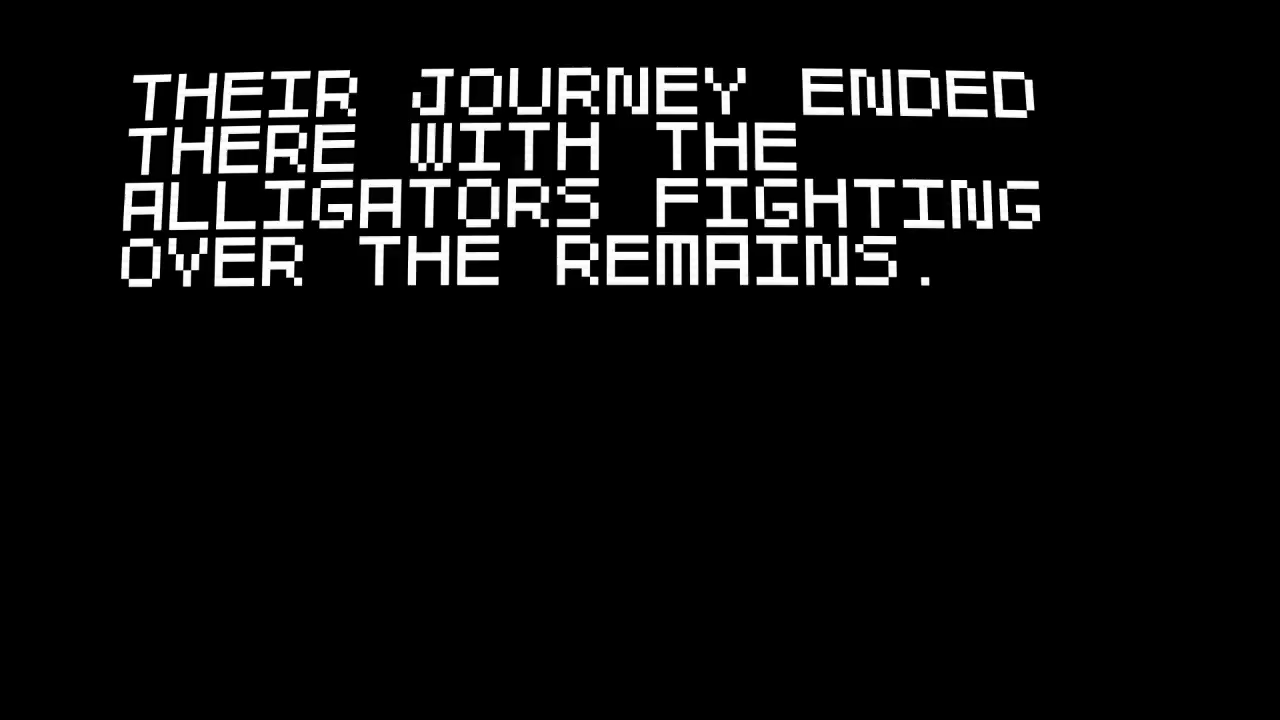 THEIR JOURNEY ENDED
THERE WITH THE
ALLIGATORS FIGHTING
OVER THE REMAINS.